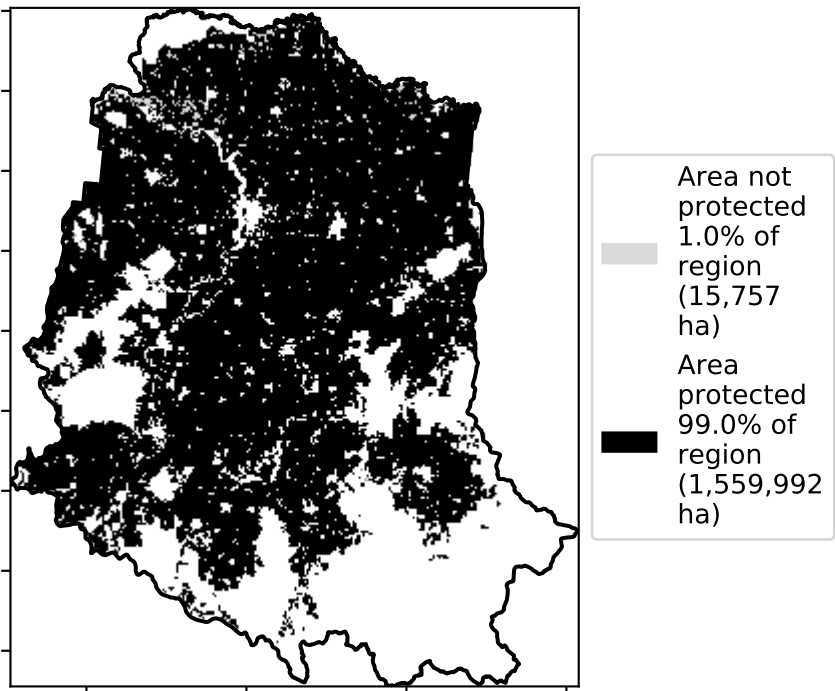 Area not
protected
1.0% of
region
(15,757
ha)
Area
protected
99.0% of
region
(1,559,992
ha)